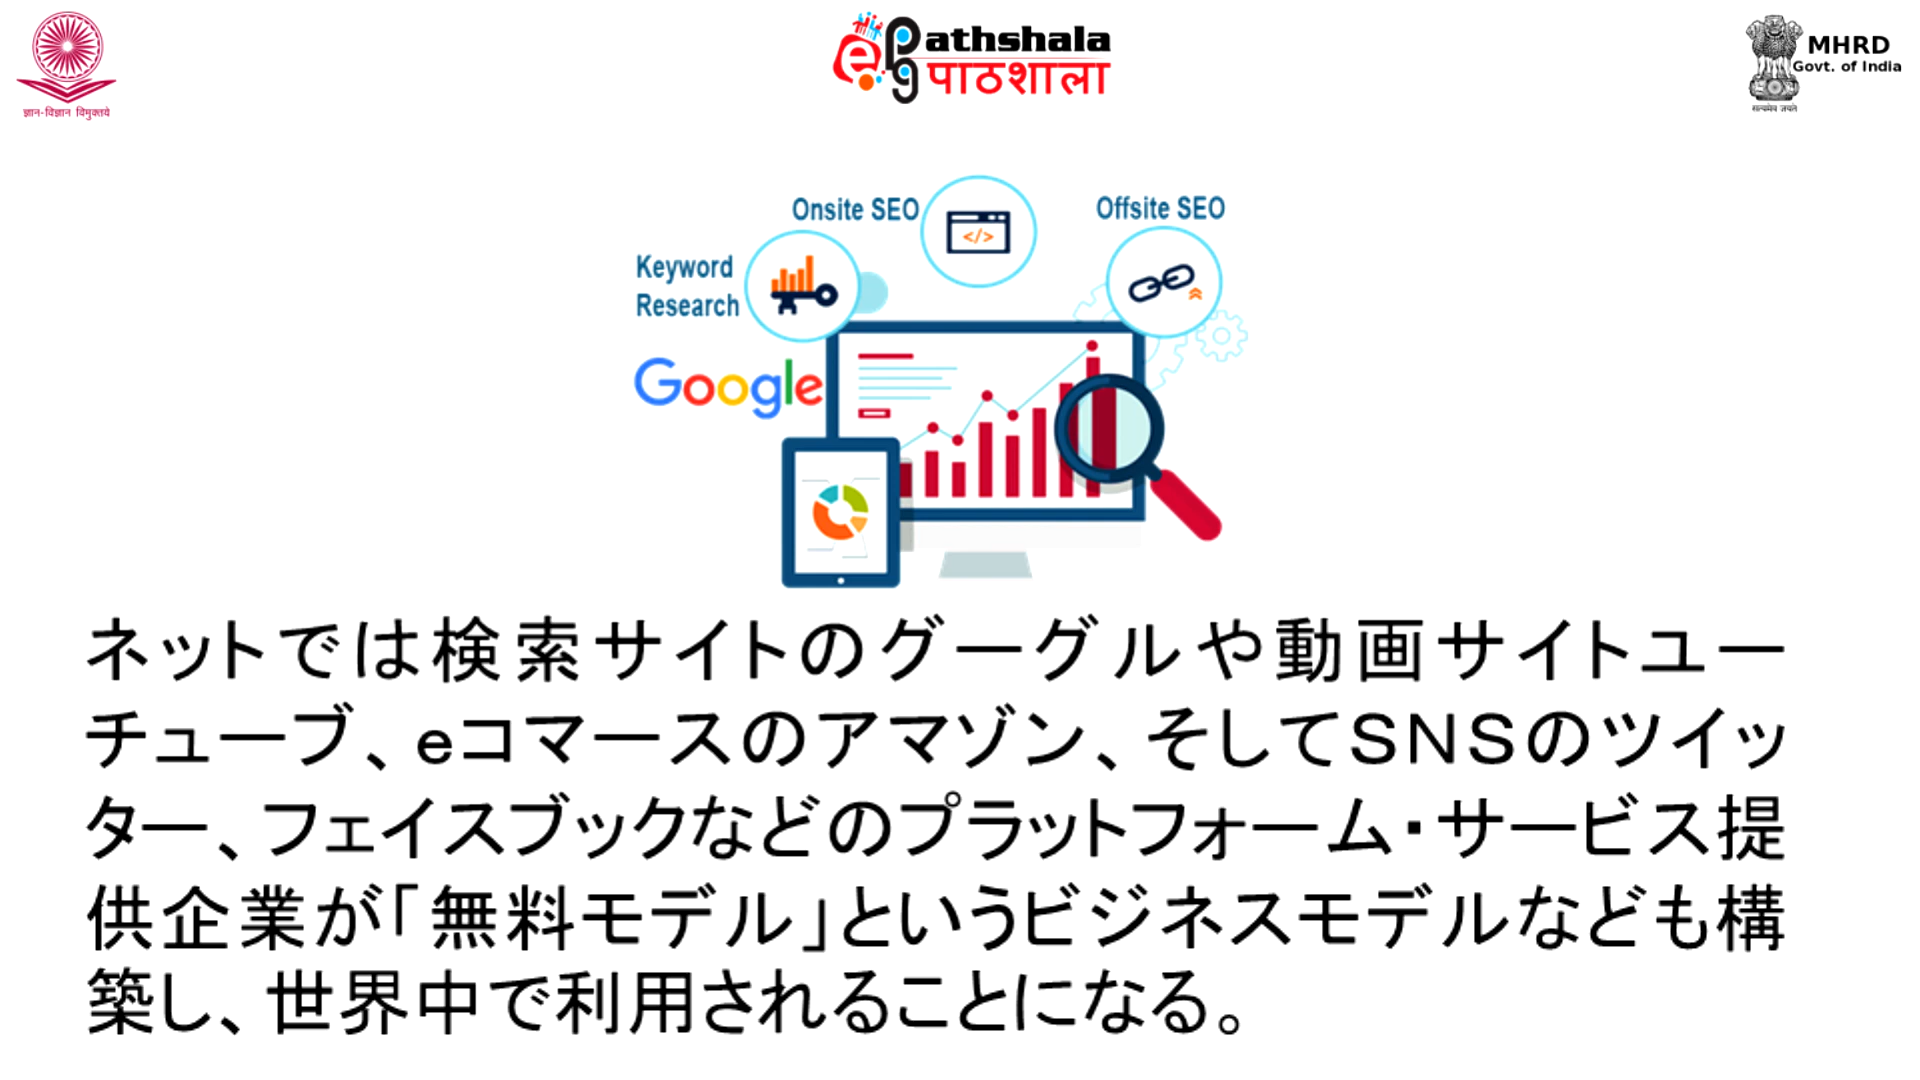 ज्ञान-विज्ञान विमुक्तये
e PG Pathshala
पाठशाला
MHRD
Govt. of India
सत्यमेव जयते
Onsite SEO
Offsite SEO
Keyword
Research
</>
Google
ネットでは検索サイトのグーグルや動画サイトユー
チューブ、eコマースのアマゾン、そしてＳＮＳのツイッ
ター、フェイスブックなどのプラットフォーム・サービス提
供企業が「無料モデル」というビジネスモデルなども構
築し、世界中で利用されることになる。